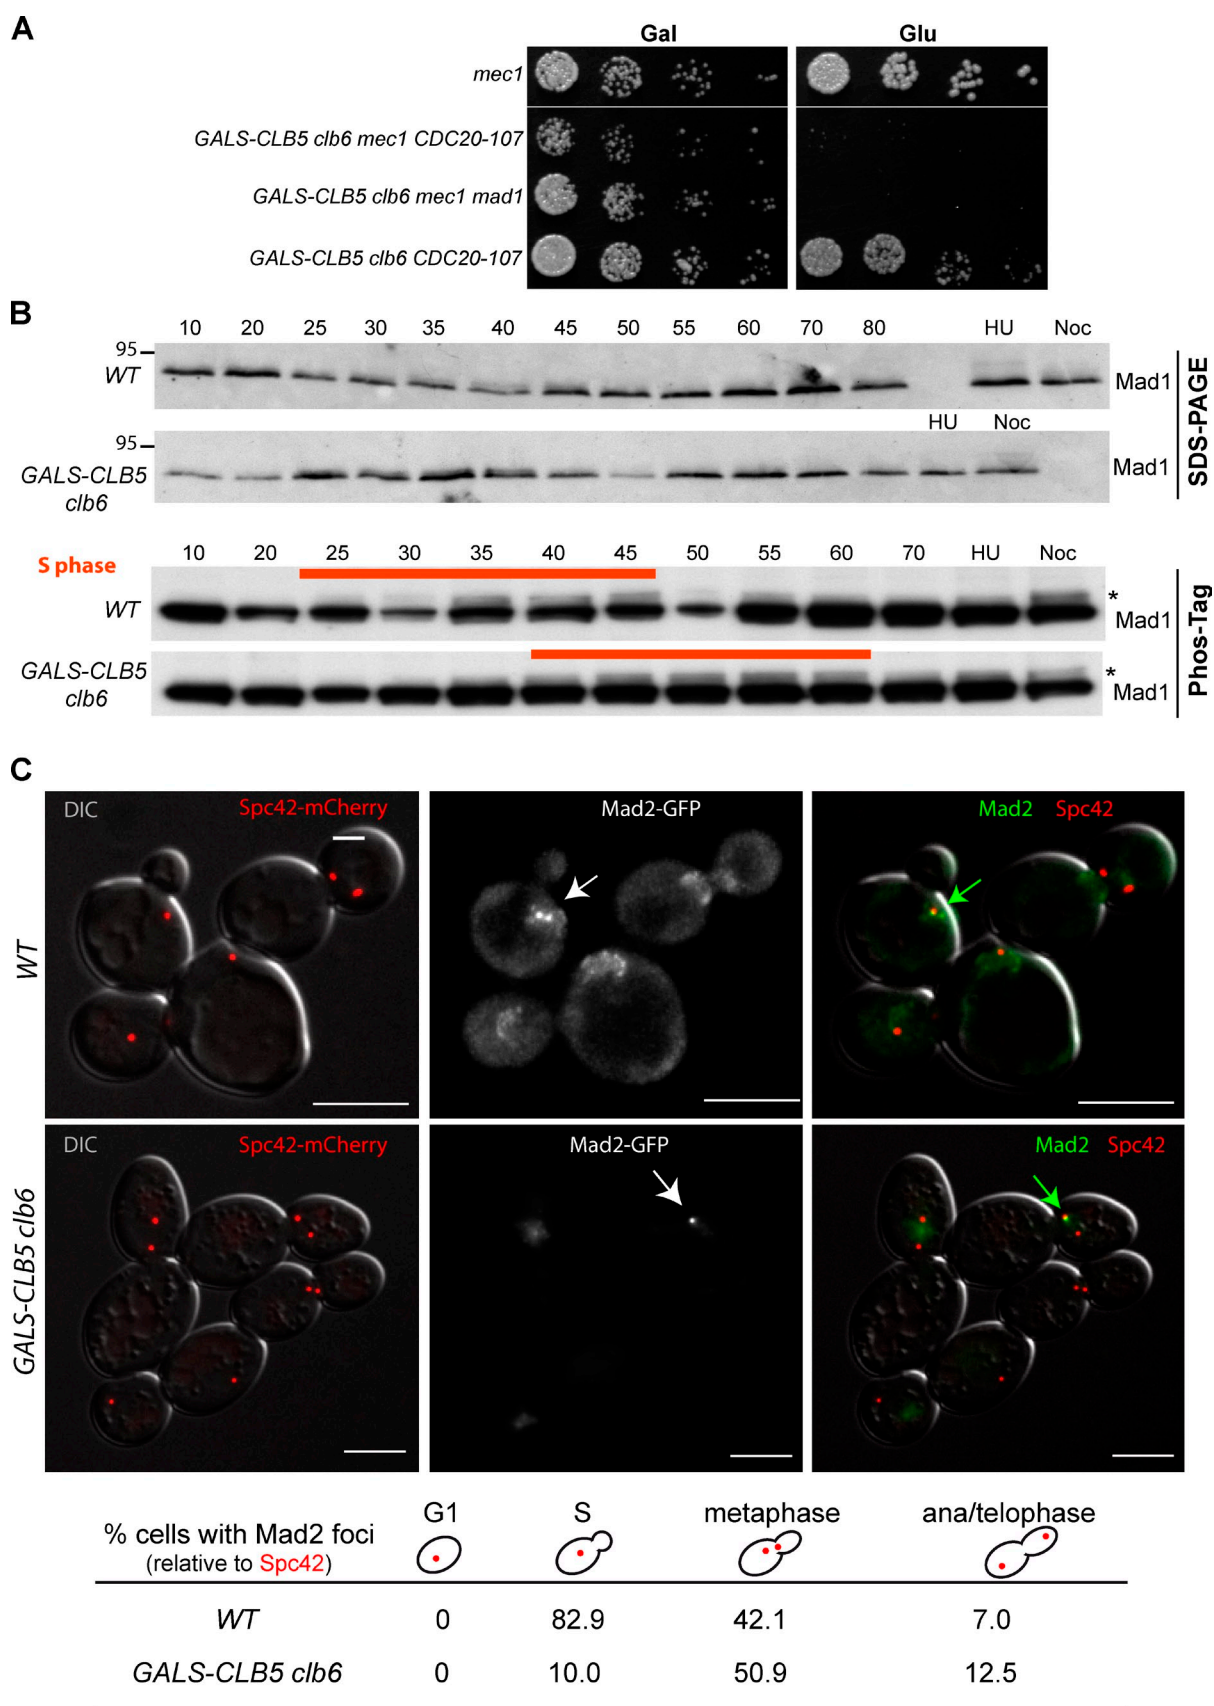 A
Gal Glu
mec1
GALS-CLB5 clb6 mec1 CDC20-107
GALS-CLB5 clb6 mec1 mad1
GALS-CLB5 clb6 CDC20-107
B
10 20 25 30 35 40 45 50 55 60 70 80 HU Noc
95
WT
Mad1
HU Noc
95
GALS-CLB5
clb6
Mad1
SDS-PAGE
S phase
10 20 25 30 35 40 45 50 55 60 70 HU Noc
WT
*
Mad1
GALS-CLB5
clb6
*
Mad1
Phos-Tag
C
DIC Spc42-mCherry Mad2-GFP Mad2 Spc42
WT
DIC Spc42-mCherry Mad2-GFP Mad2 Spc42
GALS-CLB5 clb6
% cells with Mad2 foci
(relative to Spc42)
G1 S metaphase ana/telophase
WT 0 82.9 42.1 7.0
GALS-CLB5 clb6 0 10.0 50.9 12.5